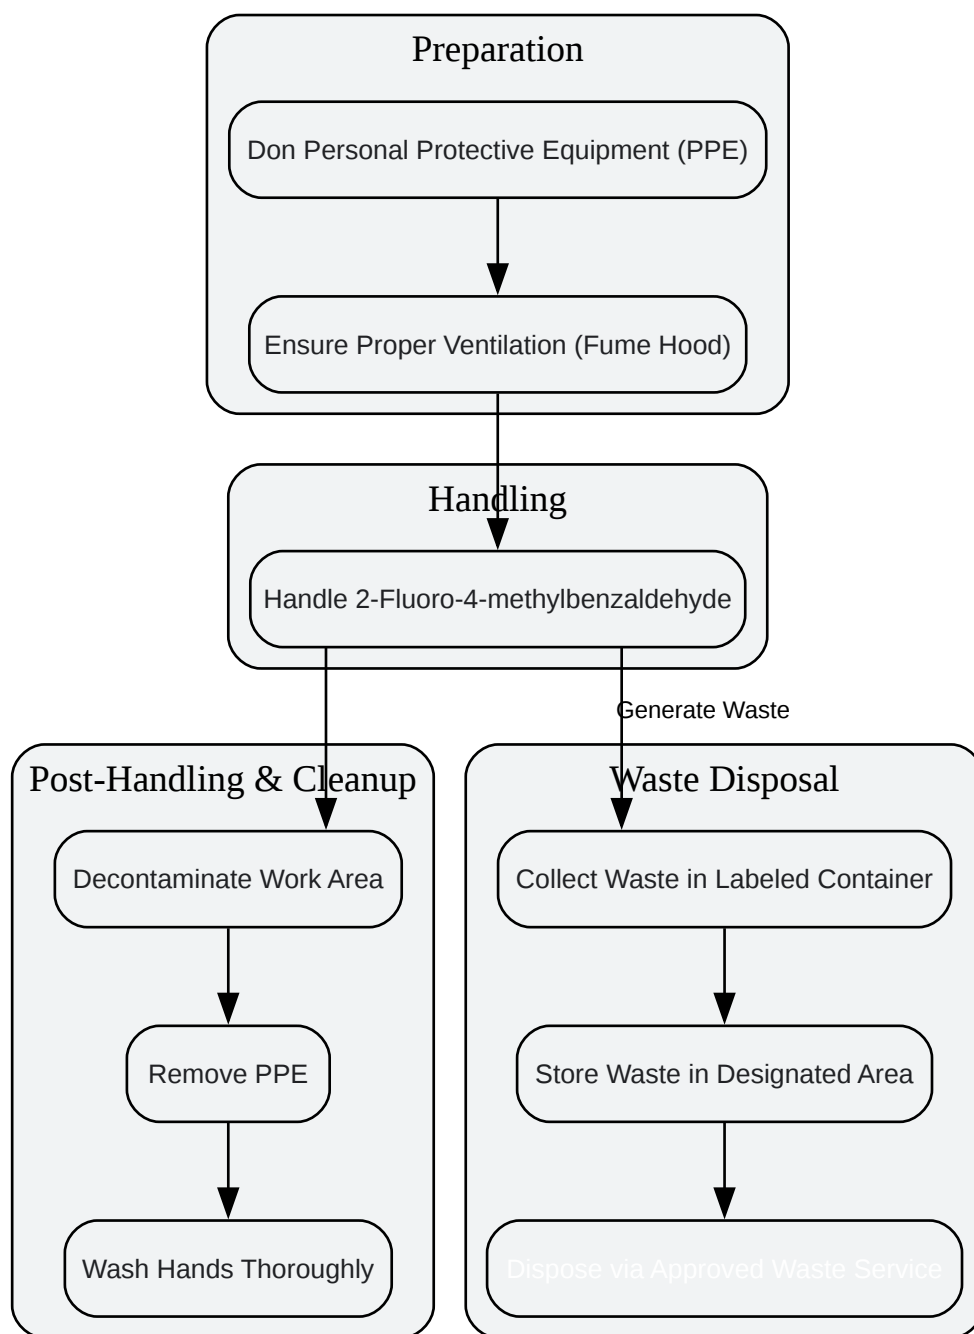 Preparation
Don Personal Protective Equipment (PPE)
Ensure Proper Ventilation (Fume Hood)
Handling
Handle 2-Fluoro-4-methylbenzaldehyde
Generate Waste
Post-Handling & Cleanup
Decontaminate Work Area
Remove PPE
Wash Hands Thoroughly
Waste Disposal
Collect Waste in Labeled Container
Store Waste in Designated Area
Dispose via Approved Waste Service